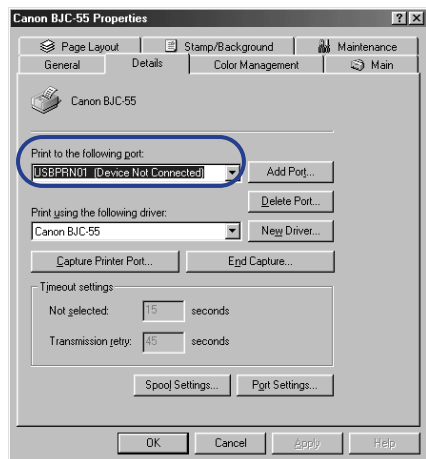 Canon BJC-55 Properties
Page Layout Stamp/Background Maintenance
General Details Color Management Main
Canon BJC-55
Print to the following port:
USBPRN01 (Device Not Connected) Add Port...
Delete Port...
Print using the following driver:
Canon BJC-55 New Driver...
Capture Printer Port... End Capture...
Timeout settings
Not selected: 15 seconds
Transmission retry: 45 seconds
Spool Settings... Port Settings...
OK Cancel Apply Help